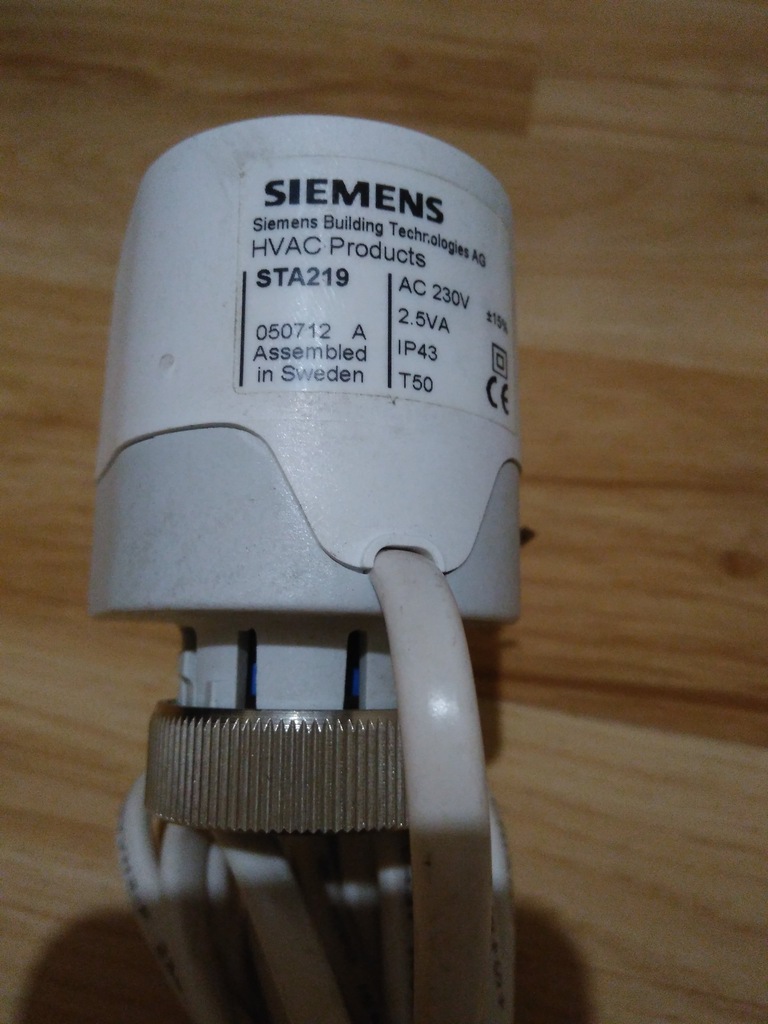 SIEMENS
Siemens Building Technologies AG
HVAC Products
STA219
050712 A
Assembled
in Sweden
AC 230V ±15%
2.5VA
IP43
T50
CE